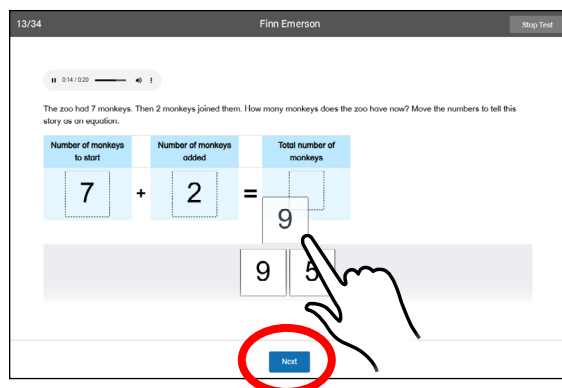 13/34 Finn Emerson Stop Test
0:14 / 0:20
The zoo had 7 monkeys. Then 2 monkeys joined them. How many monkeys does the zoo have now? Move the numbers to tell this
story as an equation.
Number of monkeys
to start
Number of monkeys
added
Total number of
monkeys
7 + 2 =
9
9 5
Next